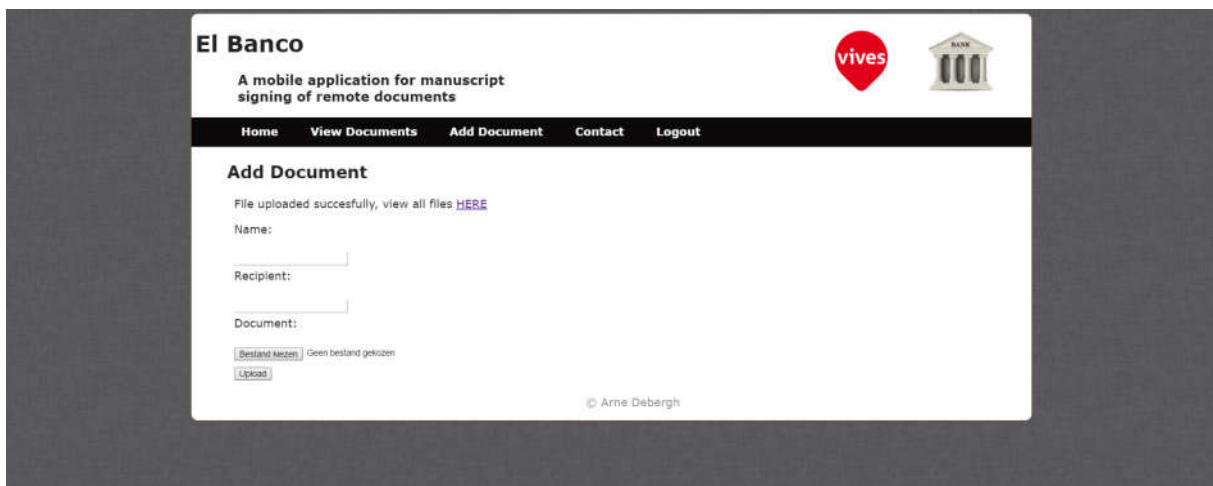 El Banco
A mobile application for manuscript
signing of remote documents
vives
BANK
Home View Documents Add Document Contact Logout
Add Document
File uploaded succesfully, view all files HERE
Name:
Recipient:
Document:
Bestand kiezen Geen bestand gekozen
Upload
© Arne Debergh